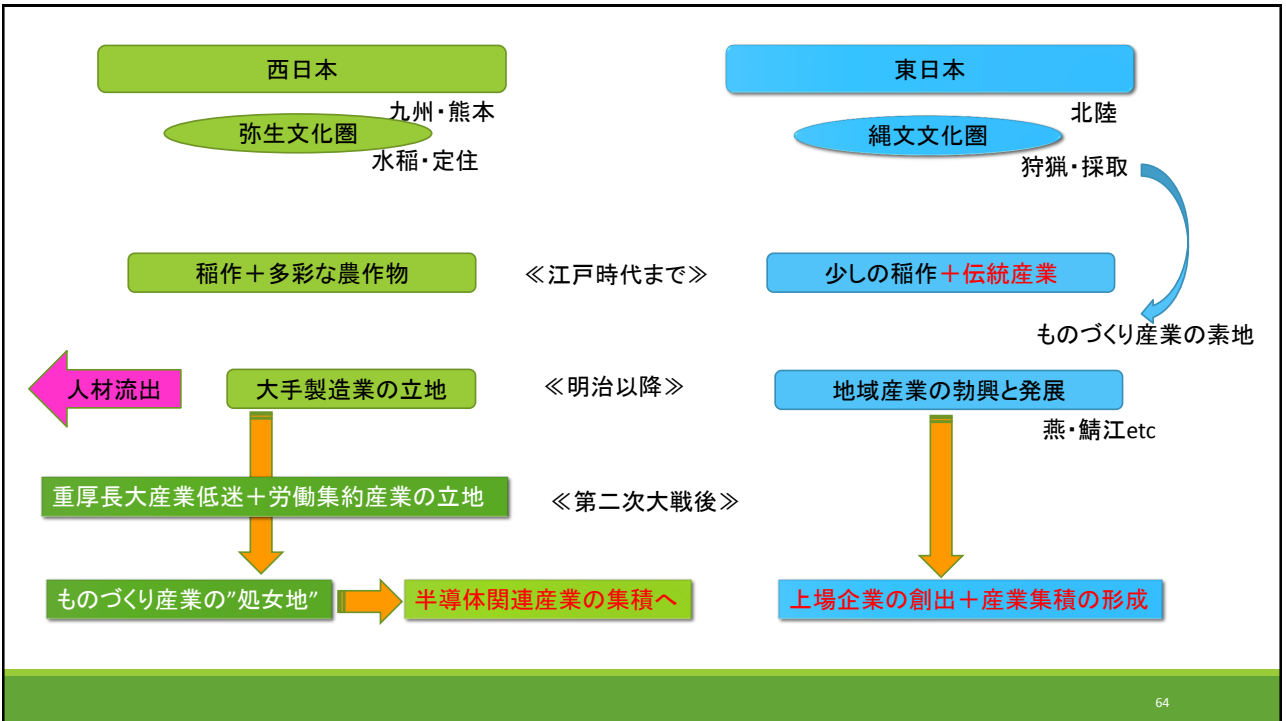 西日本
東日本
九州・熊本
北陸
弥生文化圏
縄文文化圏
水稲・定住
狩猟・採取
稲作＋多彩な農作物
≪江戸時代まで≫
少しの稲作＋伝統産業
ものづくり産業の素地
人材流出
大手製造業の立地
≪明治以降≫
地域産業の勃興と発展
燕・鯖江etc
重厚長大産業低迷＋労働集約産業の立地
≪第二次大戦後≫
ものづくり産業の”処女地”
半導体関連産業の集積へ
上場企業の創出＋産業集積の形成
64